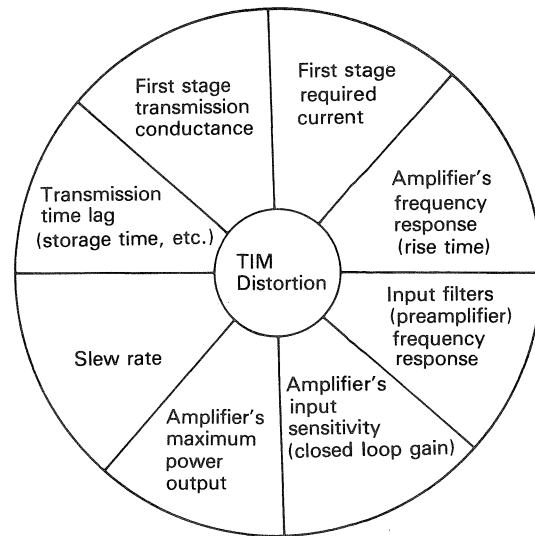 First stage
transmission
conductance
First stage
required
current
Amplifier's
frequency
response
(rise time)
Input filters
(preamplifier)
frequency
response
Amplifier's
input
sensitivity
(closed loop gain)
Amplifier's
maximum
power
output
Slew rate
Transmission
time lag
(storage time, etc.)
TIM
Distortion